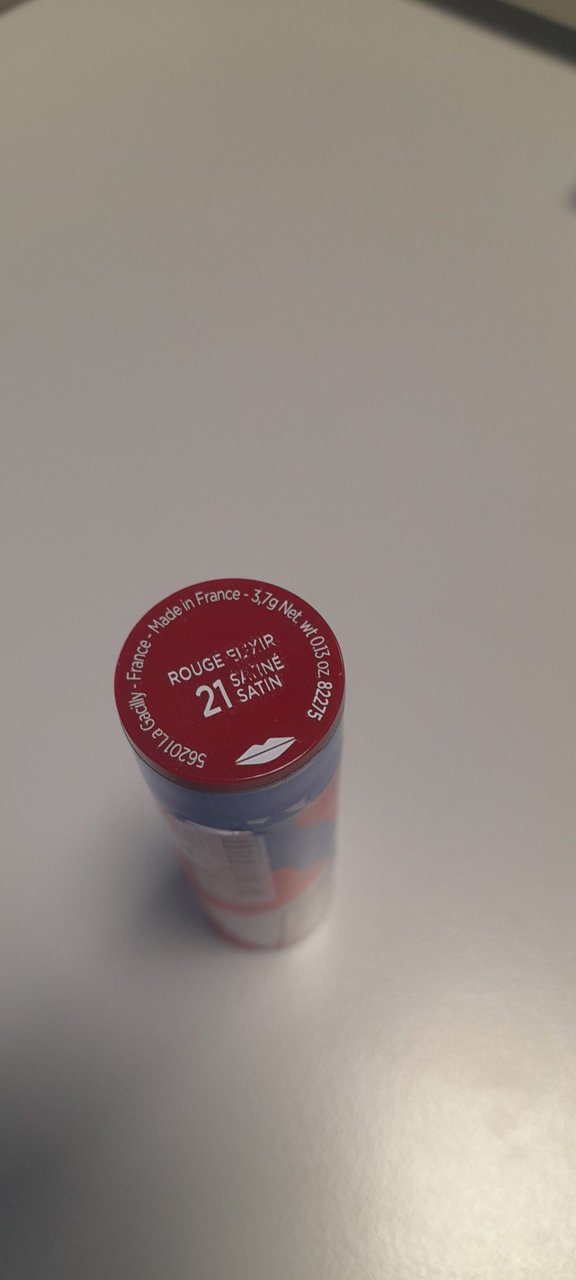 56201 La Gacilly - France - Made in France - 3,7g Net. wt 0.13 oz. 82275
ROUGE ELIXIR
21 SATINÉ
SATIN